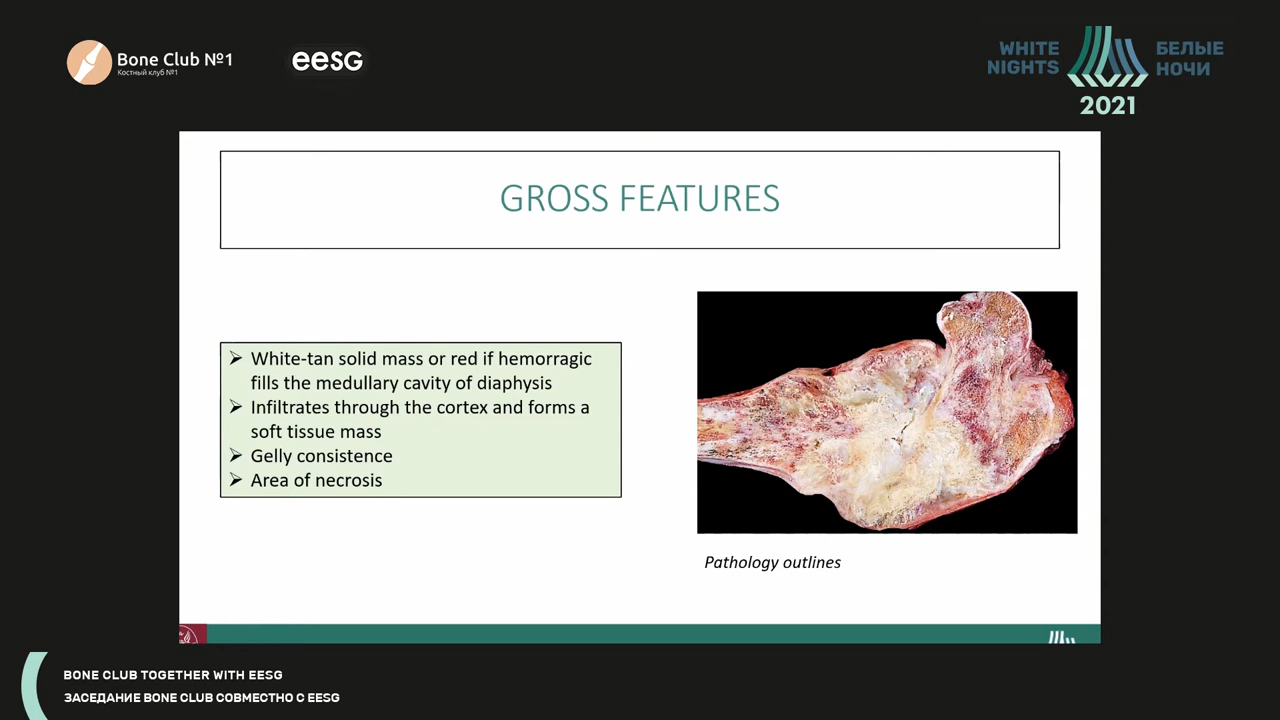 Bone Club №1
Костный клуб №1
eesG
WHITE NIGHTS
БЕЛЫЕ НОЧИ
2021
GROSS FEATURES
White-tan solid mass or red if hemorragic
fills the medullary cavity of diaphysis
Infiltrates through the cortex and forms a
soft tissue mass
Gelly consistence
Area of necrosis
Pathology outlines
BONE CLUB TOGETHER WITH EESG
ЗАСЕДАНИЕ BONE CLUB СОВМЕСТНО С EESG